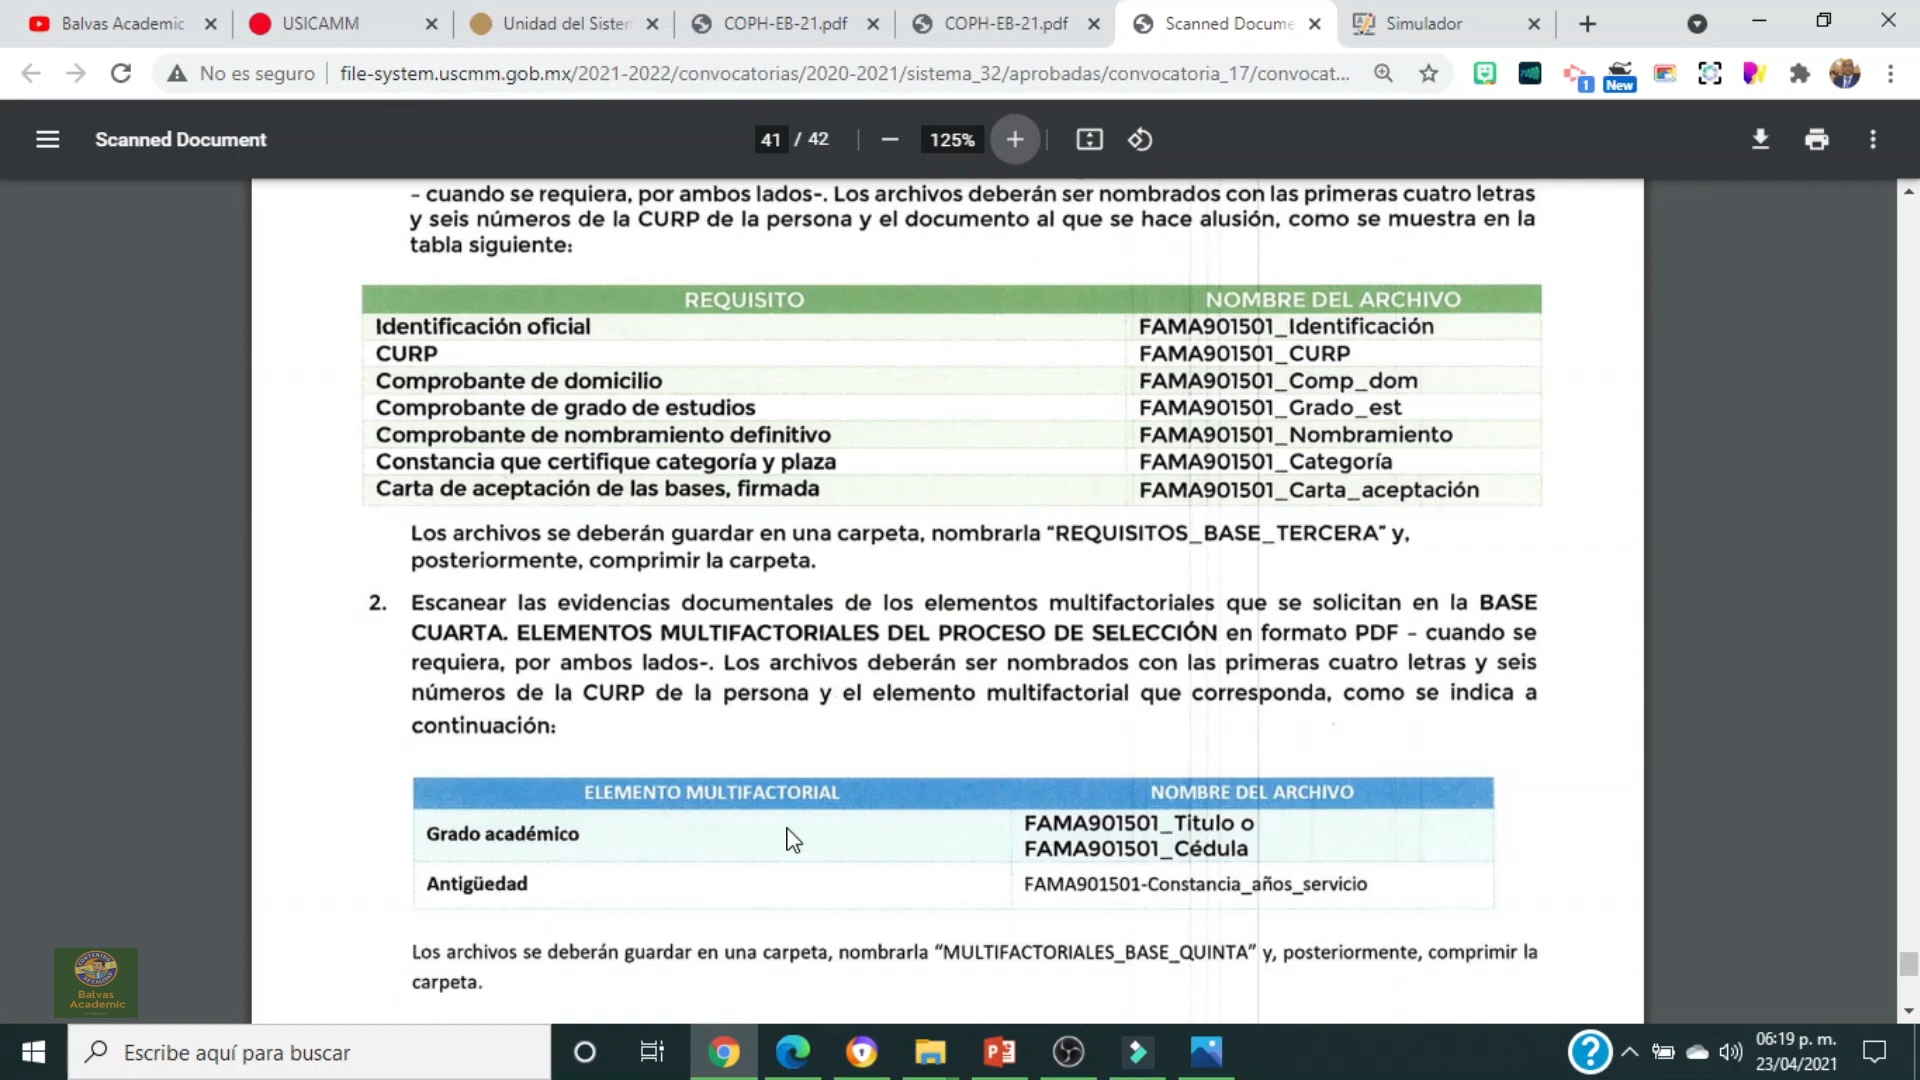 Balvas Academic
USICAMM
Unidad del Sister
COPH-EB-21.pdf
COPH-EB-21.pdf
Scanned Docume
Simulador
No es seguro
file-system.uscmm.gob.mx/2021-2022/convocatorias/2020-2021/sistema_32/aprobadas/convocatoria_17/convocat...
1
New
Scanned Document
41 / 42
125%
– cuando se requiera, por ambos lados-. Los archivos deberán ser nombrados con las primeras cuatro letras
y seis números de la CURP de la persona y el documento al que se hace alusión, como se muestra en la
tabla siguiente:
REQUISITO NOMBRE DEL ARCHIVO
Identificación oficial FAMA901501_Identificación
CURP FAMA901501_CURP
Comprobante de domicilio FAMA901501_Comp_dom
Comprobante de grado de estudios FAMA901501_Grado_est
Comprobante de nombramiento definitivo FAMA901501_Nombramiento
Constancia que certifique categoría y plaza FAMA901501_Categoría
Carta de aceptación de las bases, firmada FAMA901501_Carta_aceptación
Los archivos se deberán guardar en una carpeta, nombrarla “REQUISITOS_BASE_TERCERA” y,
posteriormente, comprimir la carpeta.
2. Escanear las evidencias documentales de los elementos multifactoriales que se solicitan en la BASE
CUARTA. ELEMENTOS MULTIFACTORIALES DEL PROCESO DE SELECCIÓN en formato PDF – cuando se
requiera, por ambos lados-. Los archivos deberán ser nombrados con las primeras cuatro letras y seis
números de la CURP de la persona y el elemento multifactorial que corresponda, como se indica a
continuación:
ELEMENTO MULTIFACTORIAL NOMBRE DEL ARCHIVO
Grado académico FAMA901501_Titulo o
FAMA901501_Cédula
Antigüedad FAMA901501-Constancia_años_servicio
Los archivos se deberán guardar en una carpeta, nombrarla “MULTIFACTORIALES_BASE_QUINTA” y, posteriormente, comprimir la
carpeta.
Balvas
Academic
Escribe aquí para buscar
06:19 p. m.
23/04/2021